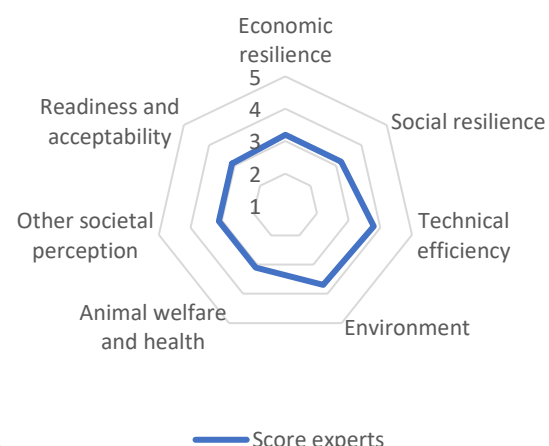 Economic
resilience
5
4
3
2
1
Readiness and
acceptability
Social resilience
Other societal
perception
Technical
efficiency
Animal welfare
and health
Environment
Score experts